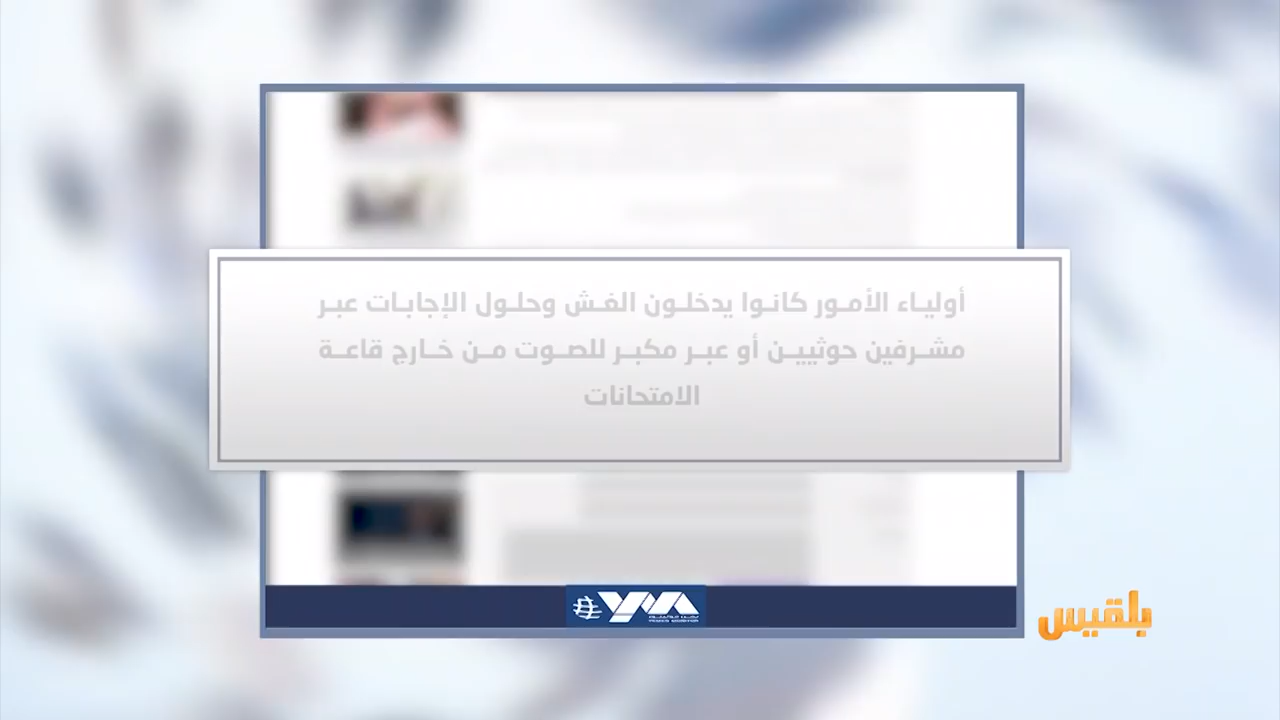 أولياء الأمور كانوا يدخلون الغش وحلول الإجابات عبر
مشرفين حوثيين أو عبر مكبر للصوت من خارج قاعة
الامتحانات
بلقيس